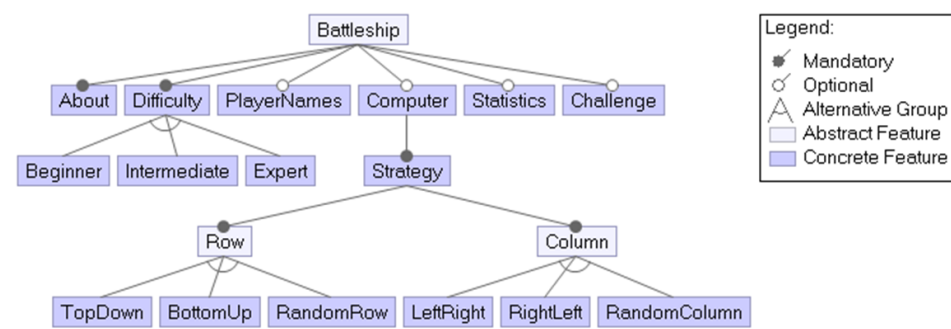 Battleship
About Difficulty PlayerNames Computer Statistics Challenge
Beginner Intermediate Expert Strategy
Row Column
TopDown BottomUp RandomRow LeftRight RightLeft RandomColumn
Legend:
Mandatory
Optional
Alternative Group
Abstract Feature
Concrete Feature